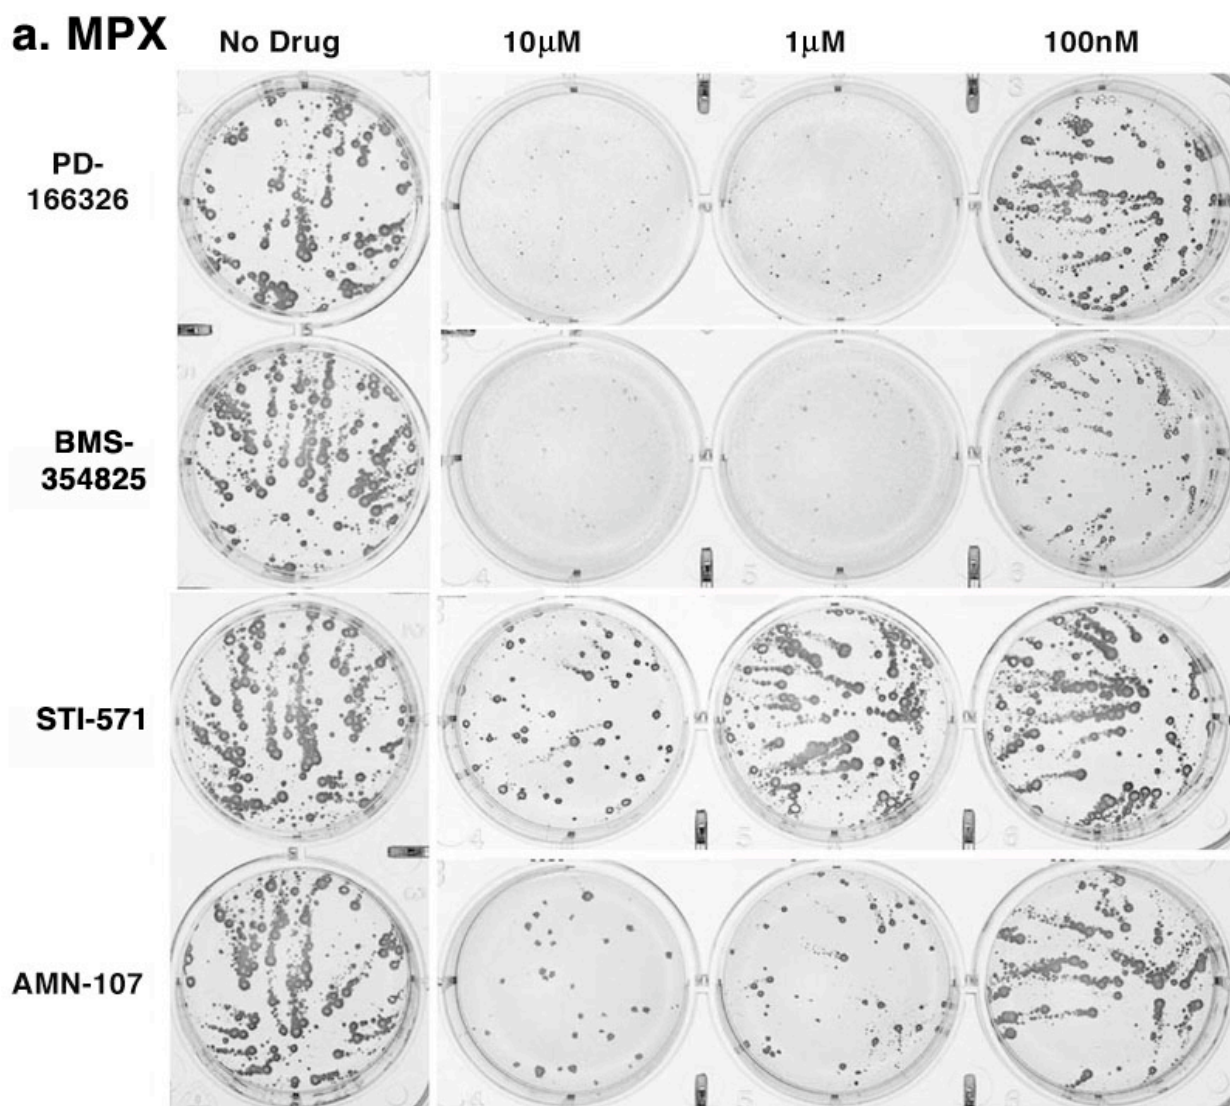 a. MPX
No Drug 10µM 1µM 100nM
PD-
166326
BMS-
354825
STI-571
AMN-107